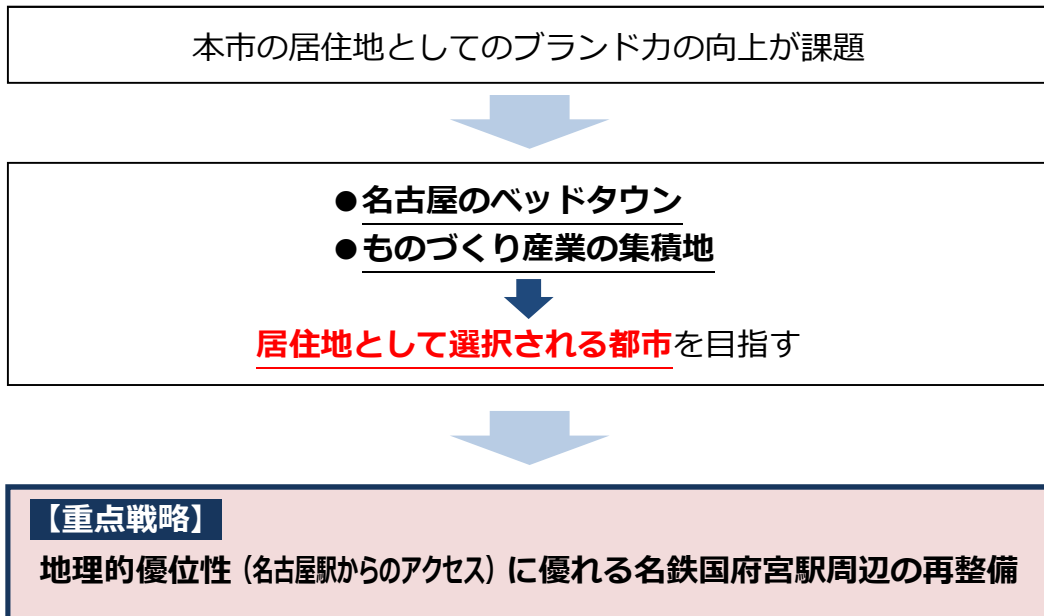 本市の居住地としてのブランド力の向上が課題
●名古屋のベッドタウン
●ものづくり産業の集積地
居住地として選択される都市を目指す
【重点戦略】
地理的優位性（名古屋駅からのアクセス）に優れる名鉄国府宮駅周辺の再整備